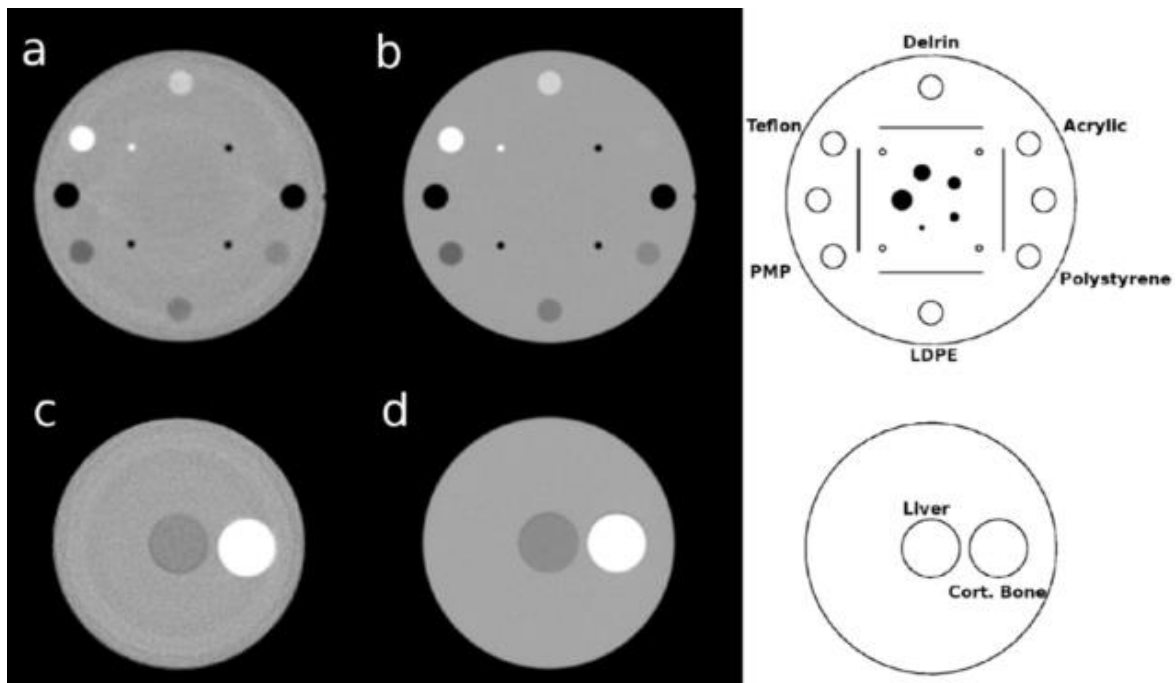 a
b
Delrin
Teflon
Acrylic
PMP
Polystyrene
LDPE
c
d
Liver
Cort. Bone